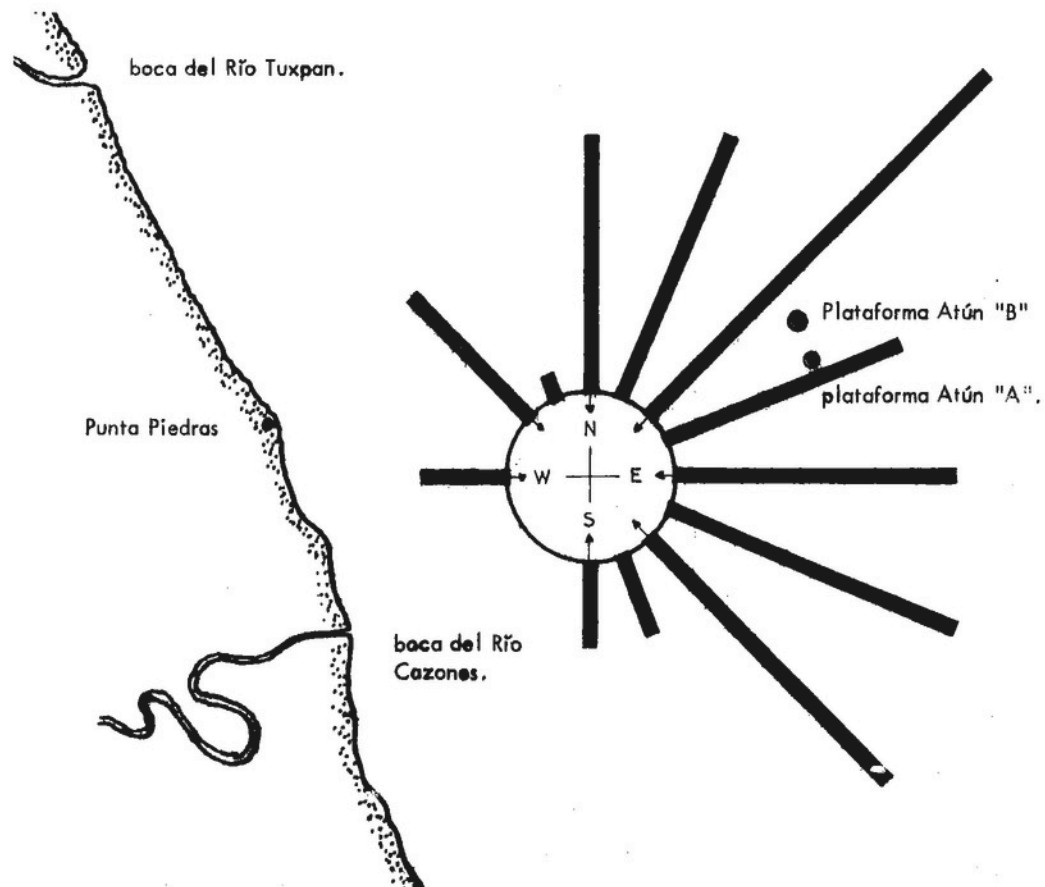 boca del Río Tuxpan.
Plataforma Atún "B"
plataforma Atún "A".
Punta Piedras
N
W E
S
boca del Río
Cazones.